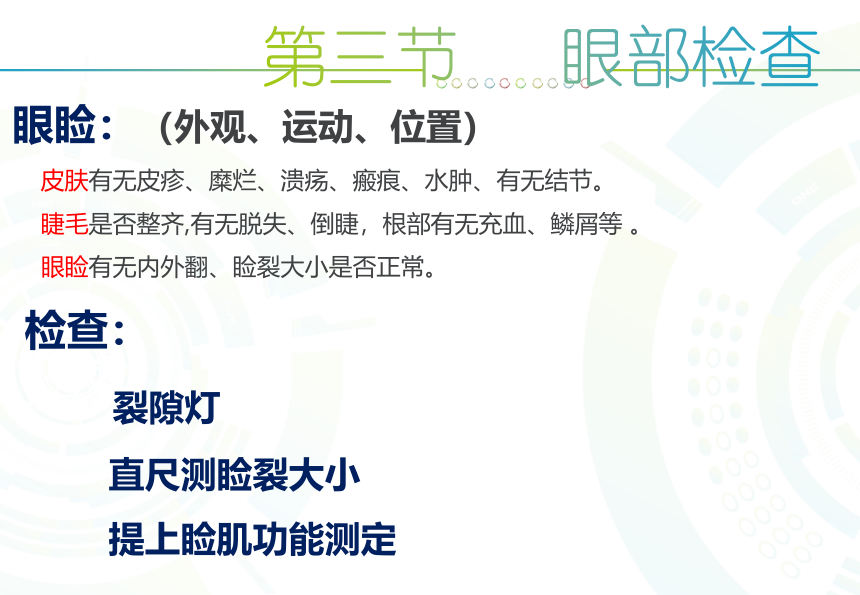 第三节 眼部检查
眼睑：（外观、运动、位置）
皮肤有无皮疹、糜烂、溃疡、瘢痕、水肿、有无结节。
睫毛是否整齐,有无脱失、倒睫，根部有无充血、鳞屑等 。
眼睑有无内外翻、睑裂大小是否正常。
检查：
裂隙灯
直尺测睑裂大小
提上睑肌功能测定